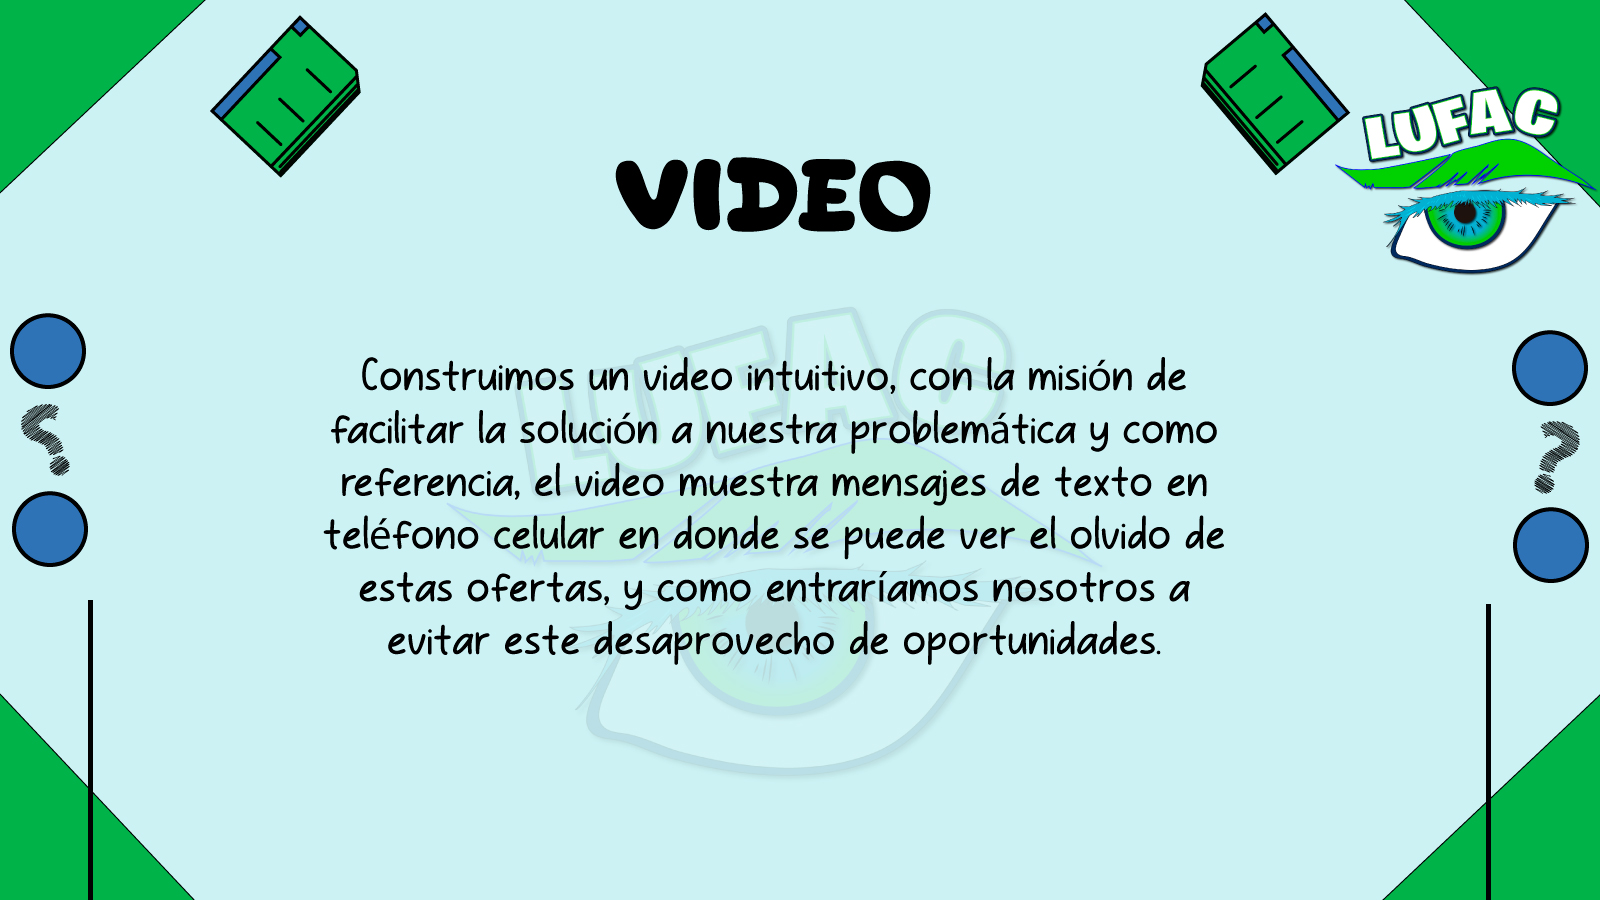 LUFAC
VIDEO
Construimos un video intuitivo, con la misión de
facilitar la solución a nuestra problemática y como
referencia, el video muestra mensajes de texto en
teléfono celular en donde se puede ver el olvido de
estas ofertas, y como entraríamos nosotros a
evitar este desaprovecho de oportunidades.
LUFAC
?
?